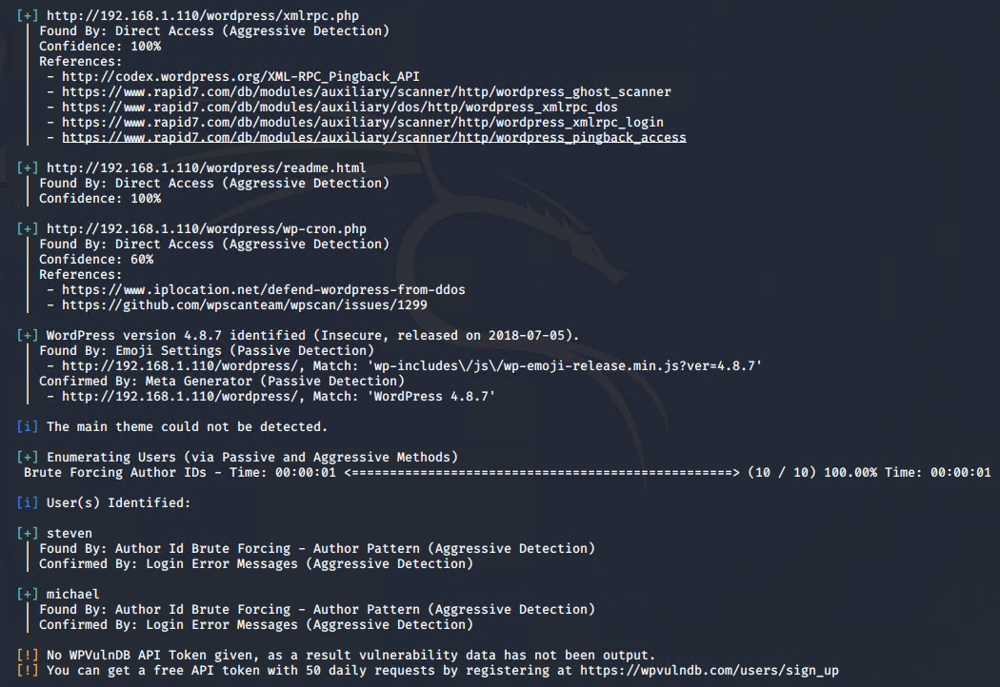 [+] http://192.168.1.110/wordpress/xmlrpc.php
| Found By: Direct Access (Aggressive Detection)
| Confidence: 100%
| References:
|  - http://codex.wordpress.org/XML-RPC_Pingback_API
|  - https://www.rapid7.com/db/modules/auxiliary/scanner/http/wordpress_ghost_scanner
|  - https://www.rapid7.com/db/modules/auxiliary/dos/http/wordpress_xmlrpc_dos
|  - https://www.rapid7.com/db/modules/auxiliary/scanner/http/wordpress_xmlrpc_login
|  - https://www.rapid7.com/db/modules/auxiliary/scanner/http/wordpress_pingback_access
[+] http://192.168.1.110/wordpress/readme.html
| Found By: Direct Access (Aggressive Detection)
| Confidence: 100%
[+] http://192.168.1.110/wordpress/wp-cron.php
| Found By: Direct Access (Aggressive Detection)
| Confidence: 60%
| References:
|  - https://www.iplocation.net/defend-wordpress-from-ddos
|  - https://github.com/wpscanteam/wpscan/issues/1299
[+] WordPress version 4.8.7 identified (Insecure, released on 2018-07-05).
| Found By: Emoji Settings (Passive Detection)
|  - http://192.168.1.110/wordpress/, Match: 'wp-includes\/js\/wp-emoji-release.min.js?ver=4.8.7'
| Confirmed By: Meta Generator (Passive Detection)
|  - http://192.168.1.110/wordpress/, Match: 'WordPress 4.8.7'
[i] The main theme could not be detected.
[+] Enumerating Users (via Passive and Aggressive Methods)
Brute Forcing Author IDs - Time: 00:00:01 <==================================================> (10 / 10) 100.00% Time: 00:00:01
[i] User(s) Identified:
[+] steven
| Found By: Author Id Brute Forcing - Author Pattern (Aggressive Detection)
| Confirmed By: Login Error Messages (Aggressive Detection)
[+] michael
| Found By: Author Id Brute Forcing - Author Pattern (Aggressive Detection)
| Confirmed By: Login Error Messages (Aggressive Detection)
[!] No WPVulnDB API Token given, as a result vulnerability data has not been output.
[!] You can get a free API token with 50 daily requests by registering at https://wpvulndb.com/users/sign_up